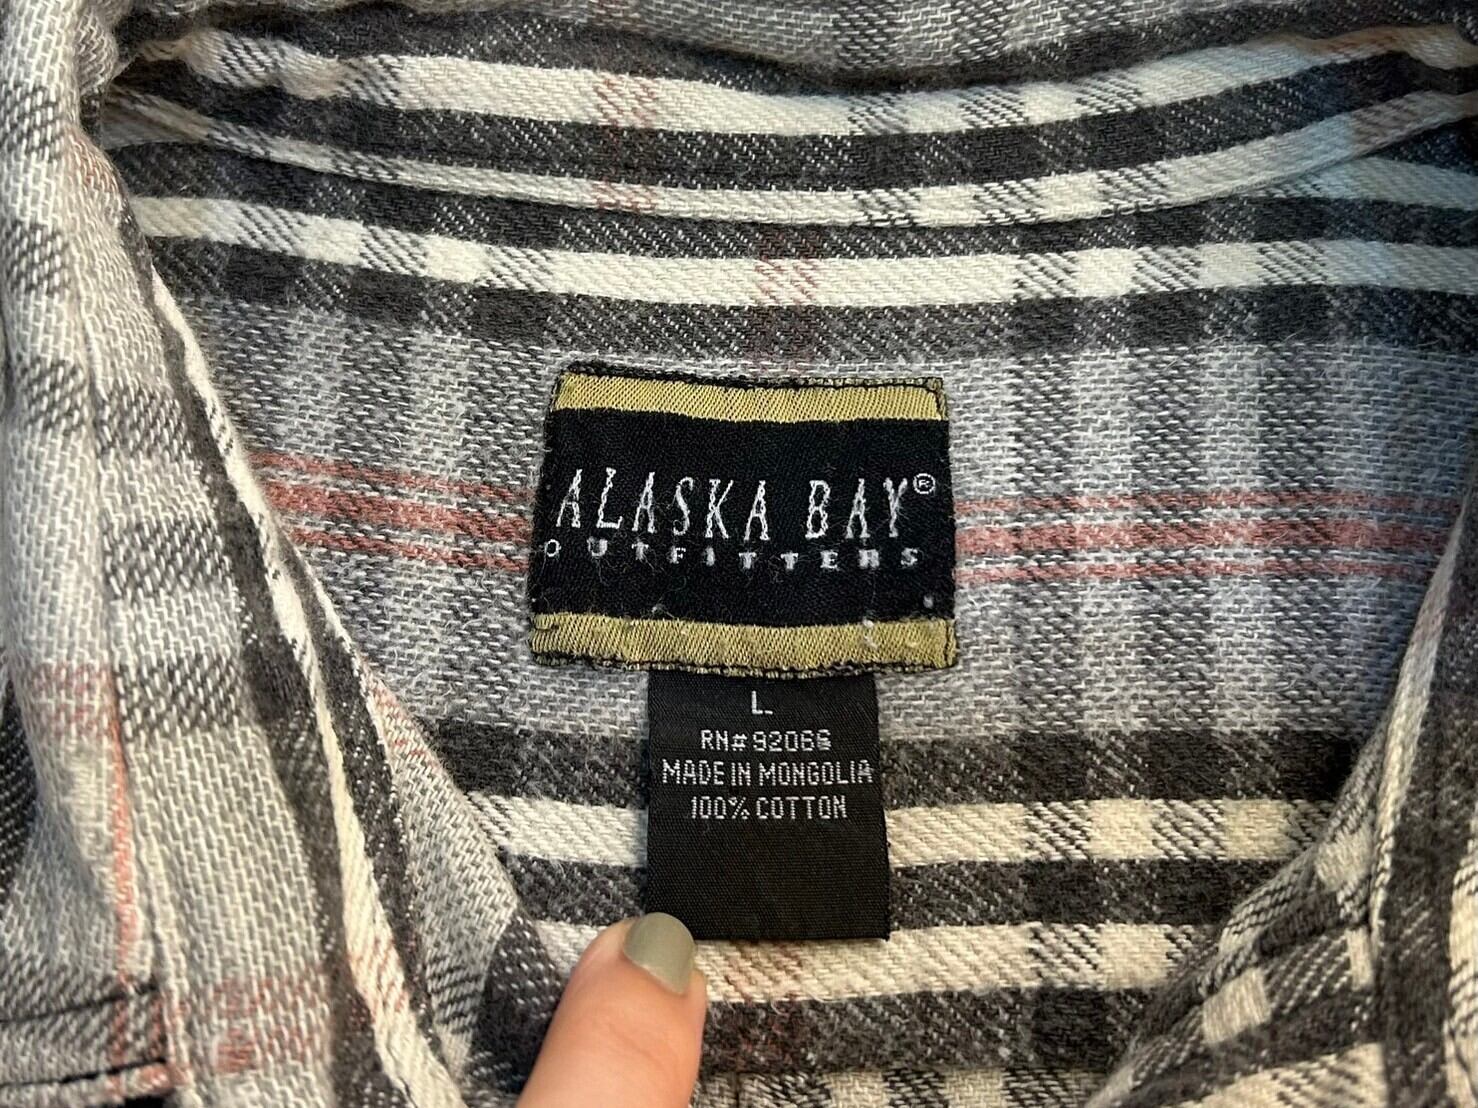 ALASKA BAY®
OUTFITTERS
L
RN# 92066
MADE IN MONGOLIA
100% COTTON